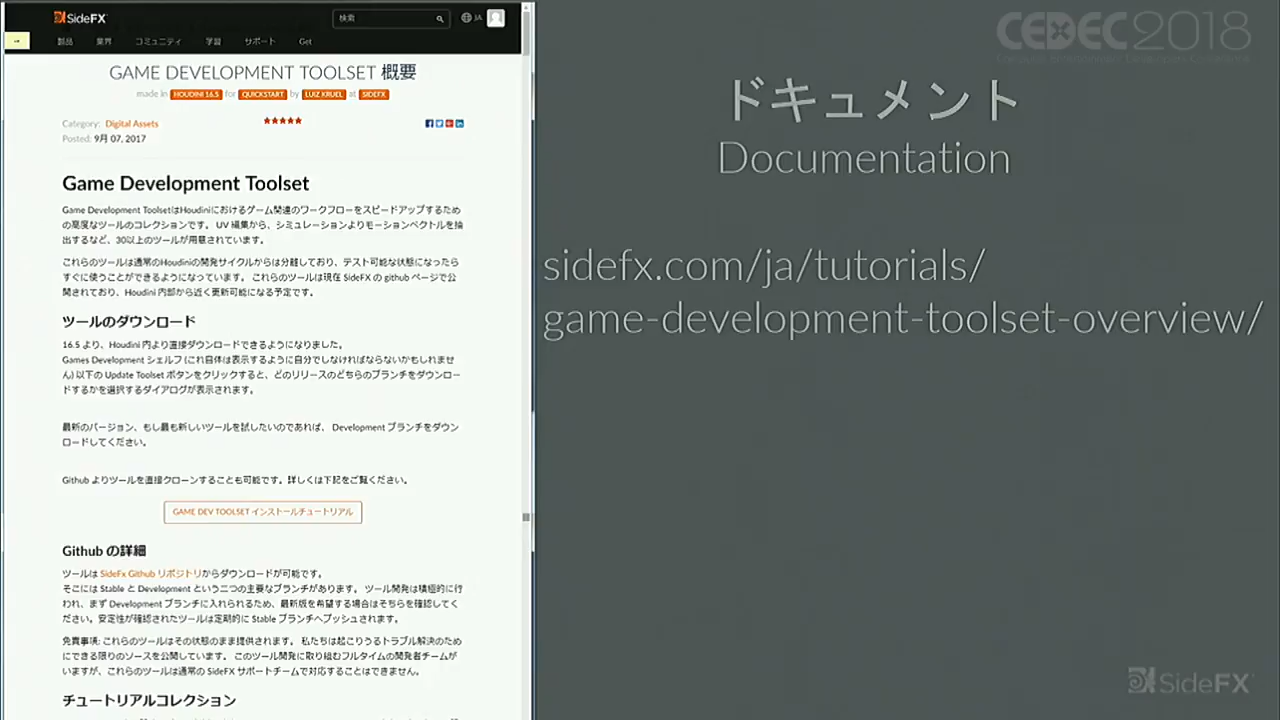 SideFX
検索
JA
製品
業界
コミュニティ
学習
サポート
Get
GAME DEVELOPMENT TOOLSET 概要
made in HOUDINI 16.5 for QUICKSTART by LUIZ KRUEL at SIDEFX
Category: Digital Assets
Posted: 9月 07, 2017
Game Development Toolset
Game Development ToolsetはHoudiniにおけるゲーム関連のワークフローをスピードアップするため
の高度なツールのコレクションです。 UV 編集から、シミュレーションよりモーションベクトルを抽
出するなど、30以上のツールが用意されています。
これらのツールは通常のHoudiniの開発サイクルからは分離しており、テスト可能な状態になったら
すぐに使うことができるようになっています。 これらのツールは現在 SideFX の github ページで公
開されており、Houdini 内部から近く更新可能になる予定です。
ツールのダウンロード
16.5 より、Houdini 内より直接ダウンロードできるようになりました。
Games Development シェルフ (これ自体は表示するように自分でしなければならないかもしれませ
ん) 以下の Update Toolset ボタンをクリックすると、どのリリースのどちらのブランチをダウンロー
ドするかを選択するダイアログが表示されます。
最新のバージョン、もし最も新しいツールを試したいのであれば、 Development ブランチをダウン
ロードしてください。
Github よりツールを直接クローンすることも可能です。詳しくは下記をご覧ください。
GAME DEV TOOLSET インストールチュートリアル
Github の詳細
ツールは SideFx Github リポジトリからダウンロードが可能です。
そこには Stable と Development という二つの主要なブランチがあります。 ツール開発は積極的に行
われ、まず Development ブランチに入れられるため、最新版を希望する場合はそちらを確認してく
ださい。安定性が確認されたツールは定期的に Stable ブランチへプッシュされます。
免責事項: これらのツールはその状態のまま提供されます。 私たちは起こりうるトラブル解決のため
にできる限りのソースを公開しています。 このツール開発に取り組むフルタイムの開発者チームが
いますが、これらのツールは通常の SideFX サポートチームで対応することはできません。
チュートリアルコレクション
CEDEC2018
ドキュメント
Documentation
sidefx.com/ja/tutorials/
game-development-toolset-overview/
SideFX